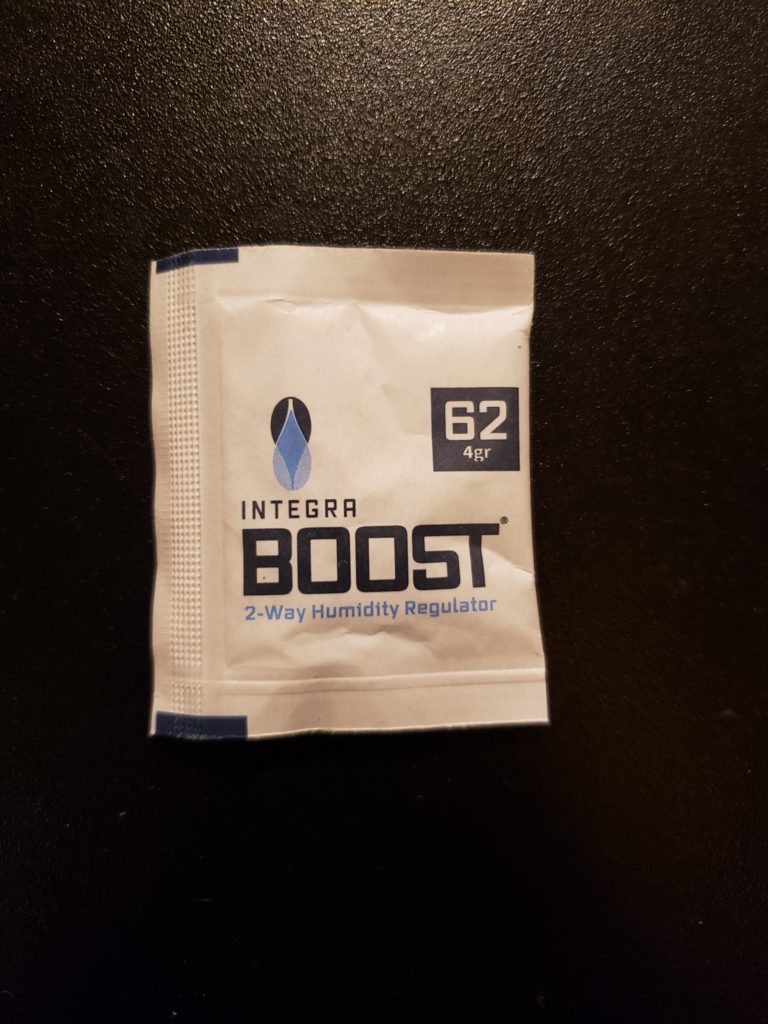 62
4gr
INTEGRA
BOOST®
2-Way Humidity Regulator